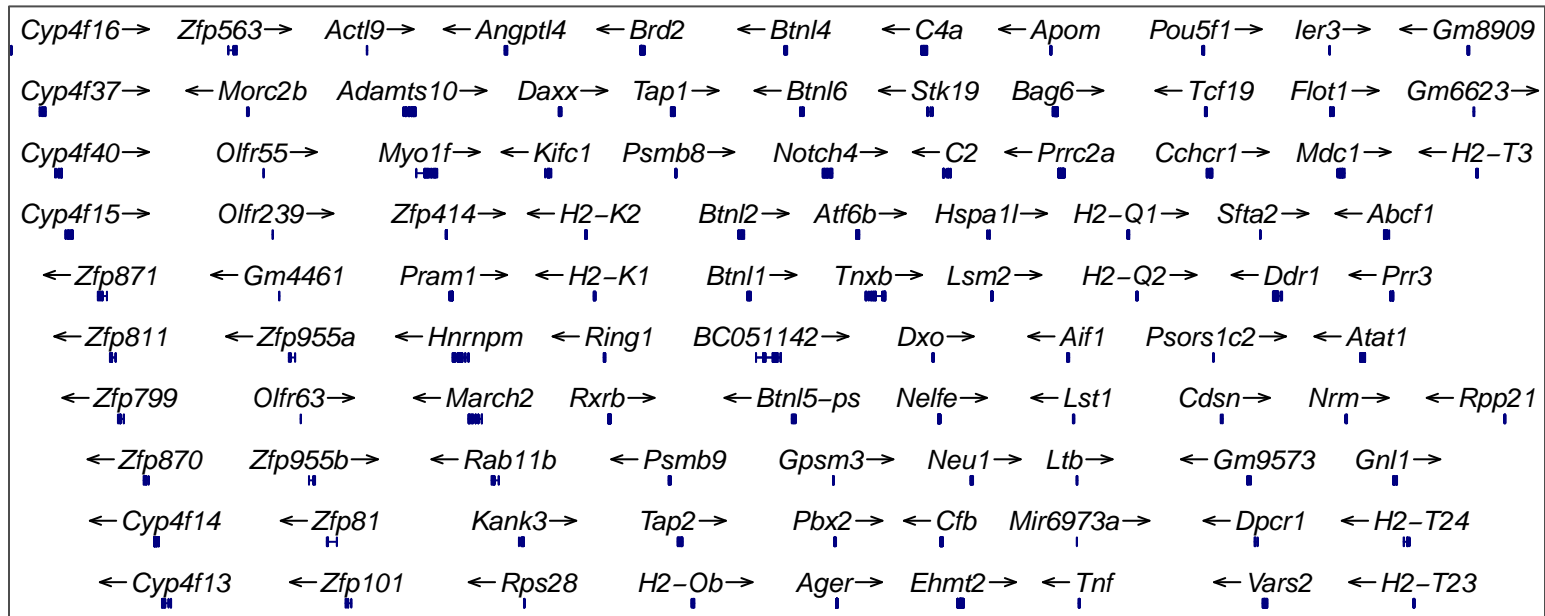 Cyp4f16→ Zfp563→ Actl9→ ←Angptl4 ←Brd2 ←Btnl4 ←C4a ←Apom Pou5f1→ Ier3→ ←Gm8909
Cyp4f37→ ←Morc2b Adamts10→ Daxx→ Tap1→ ←Btnl6 ←Stk19 Bag6→ ←Tcf19 Flot1→ Gm6623→
Cyp4f40→ Olfr55→ Myo1f→ ←Kifc1 Psmb8→ Notch4→ ←C2 ←Prrc2a Cchcr1→ Mdc1→ ←H2−T3
Cyp4f15→ Olfr239→ Zfp414→ ←H2−K2 Btnl2→ Atf6b→ Hspa1l→ H2−Q1→ Sfta2→ ←Abcf1
←Zfp871 ←Gm4461 Pram1→ ←H2−K1 Btnl1→ Tnxb→ Lsm2→ H2−Q2→ ←Ddr1 ←Prr3
←Zfp811 ←Zfp955a ←Hnrnpm ←Ring1 BC051142→ Dxo→ ←Aif1 Psors1c2→ ←Atat1
←Zfp799 Olfr63→ ←March2 Rxrb→ ←Btnl5−ps Nelfe→ ←Lst1 Cdsn→ Nrm→ ←Rpp21
←Zfp870 Zfp955b→ ←Rab11b ←Psmb9 Gpsm3→ Neu1→ Ltb→ ←Gm9573 Gnl1→
←Cyp4f14 ←Zfp81 Kank3→ Tap2→ Pbx2→ ←Cfb Mir6973a→ ←Dpcr1 ←H2−T24
←Cyp4f13 ←Zfp101 ←Rps28 H2−Ob→ Ager→ Ehmt2→ ←Tnf ←Vars2 ←H2−T23